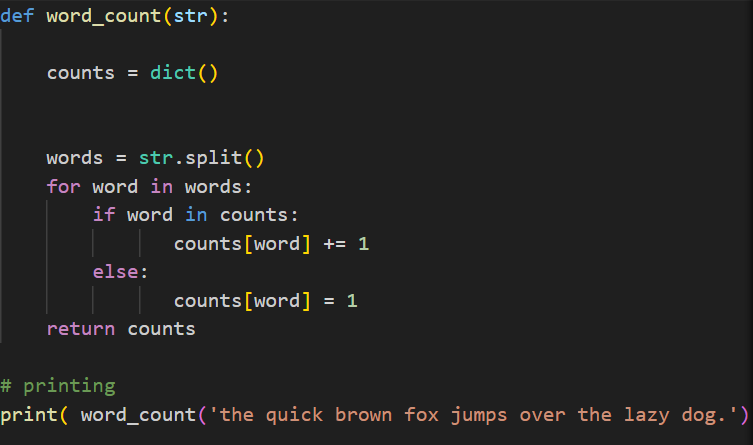 def word_count(str):
    counts = dict()
    words = str.split()
    for word in words:
        if word in counts:
               counts[word] += 1
        else:
               counts[word] = 1
    return counts
# printing
print( word_count('the quick brown fox jumps over the lazy dog.')